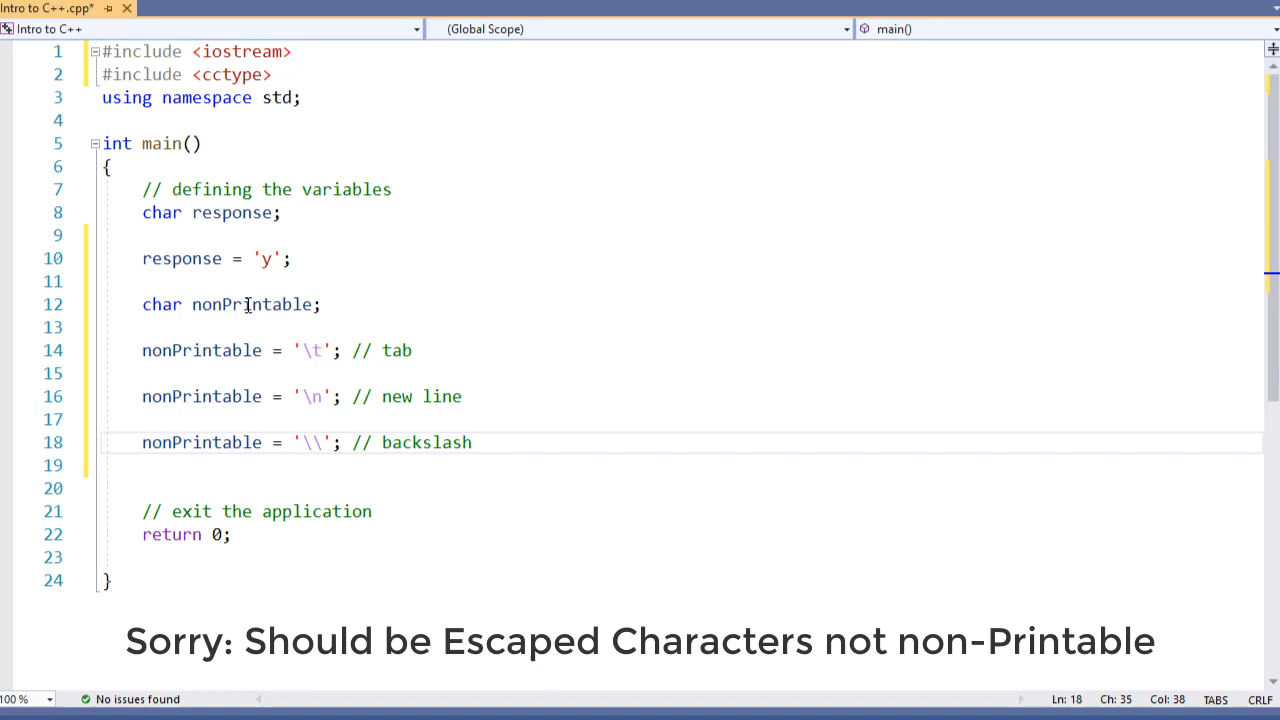 Intro to C++.cpp*
Intro to C++ (Global Scope) main()
1 #include <iostream>
2 #include <cctype>
3 using namespace std;
4
5 int main()
6 {
7 // defining the variables
8 char response;
9
10 response = 'y';
11
12 char nonPrintable;
13
14 nonPrintable = '\t'; // tab
15
16 nonPrintable = '\n'; // new line
17
18 nonPrintable = '\\'; // backslash
19
20
21 // exit the application
22 return 0;
23
24 }
Sorry: Should be Escaped Characters not non-Printable
100 % No issues found Ln: 18 Ch: 35 Col: 38 TABS CRLF